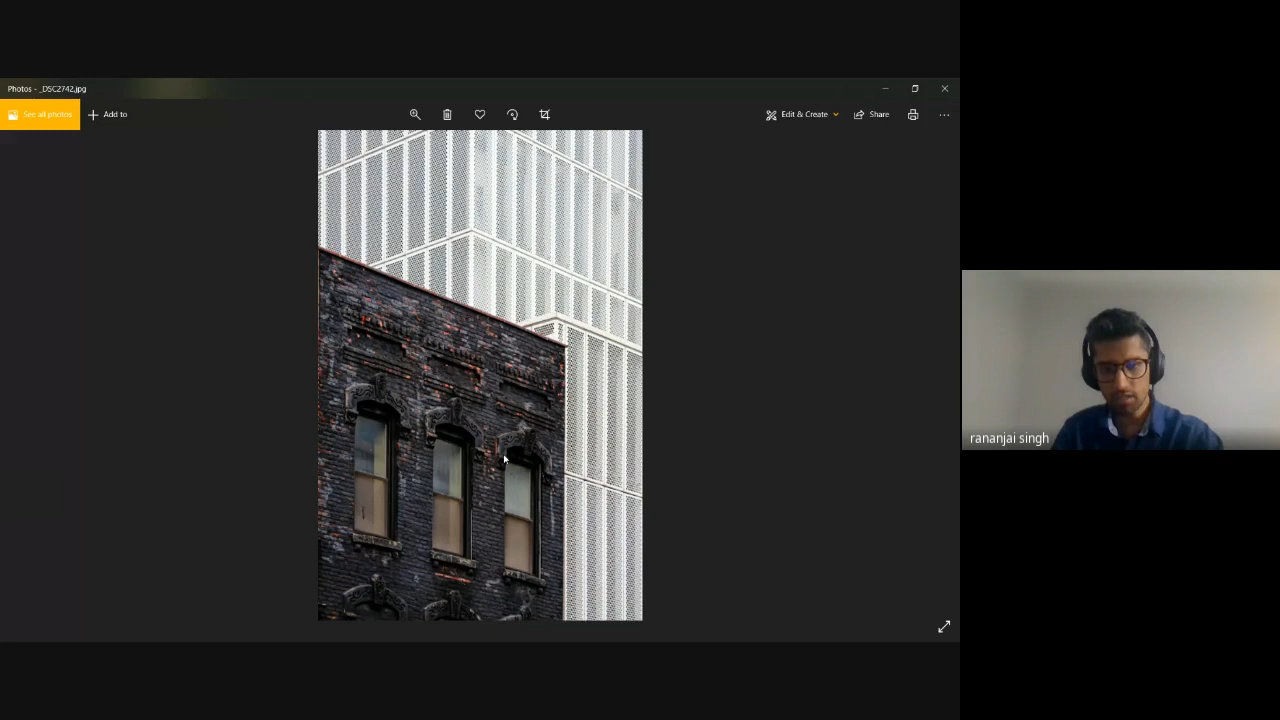 Photos - _DSC2742.jpg
See all photos
Add to
Edit & Create
Share
rananjai singh